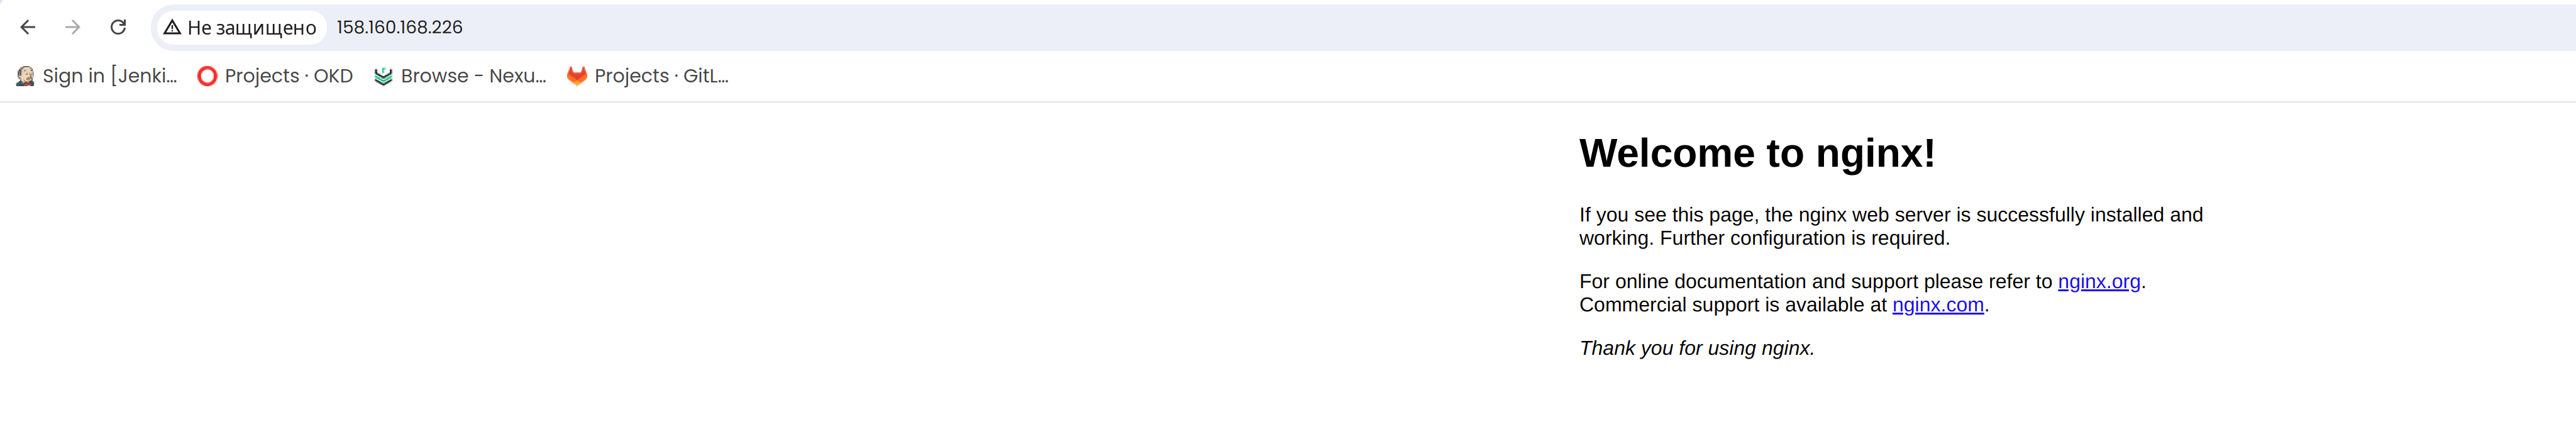 Не защищено 158.160.168.226
Sign in [Jenki... Projects · OKD Browse - Nexu... Projects · GitL...
Welcome to nginx!
If you see this page, the nginx web server is successfully installed and
working. Further configuration is required.
For online documentation and support please refer to nginx.org.
Commercial support is available at nginx.com.
Thank you for using nginx.